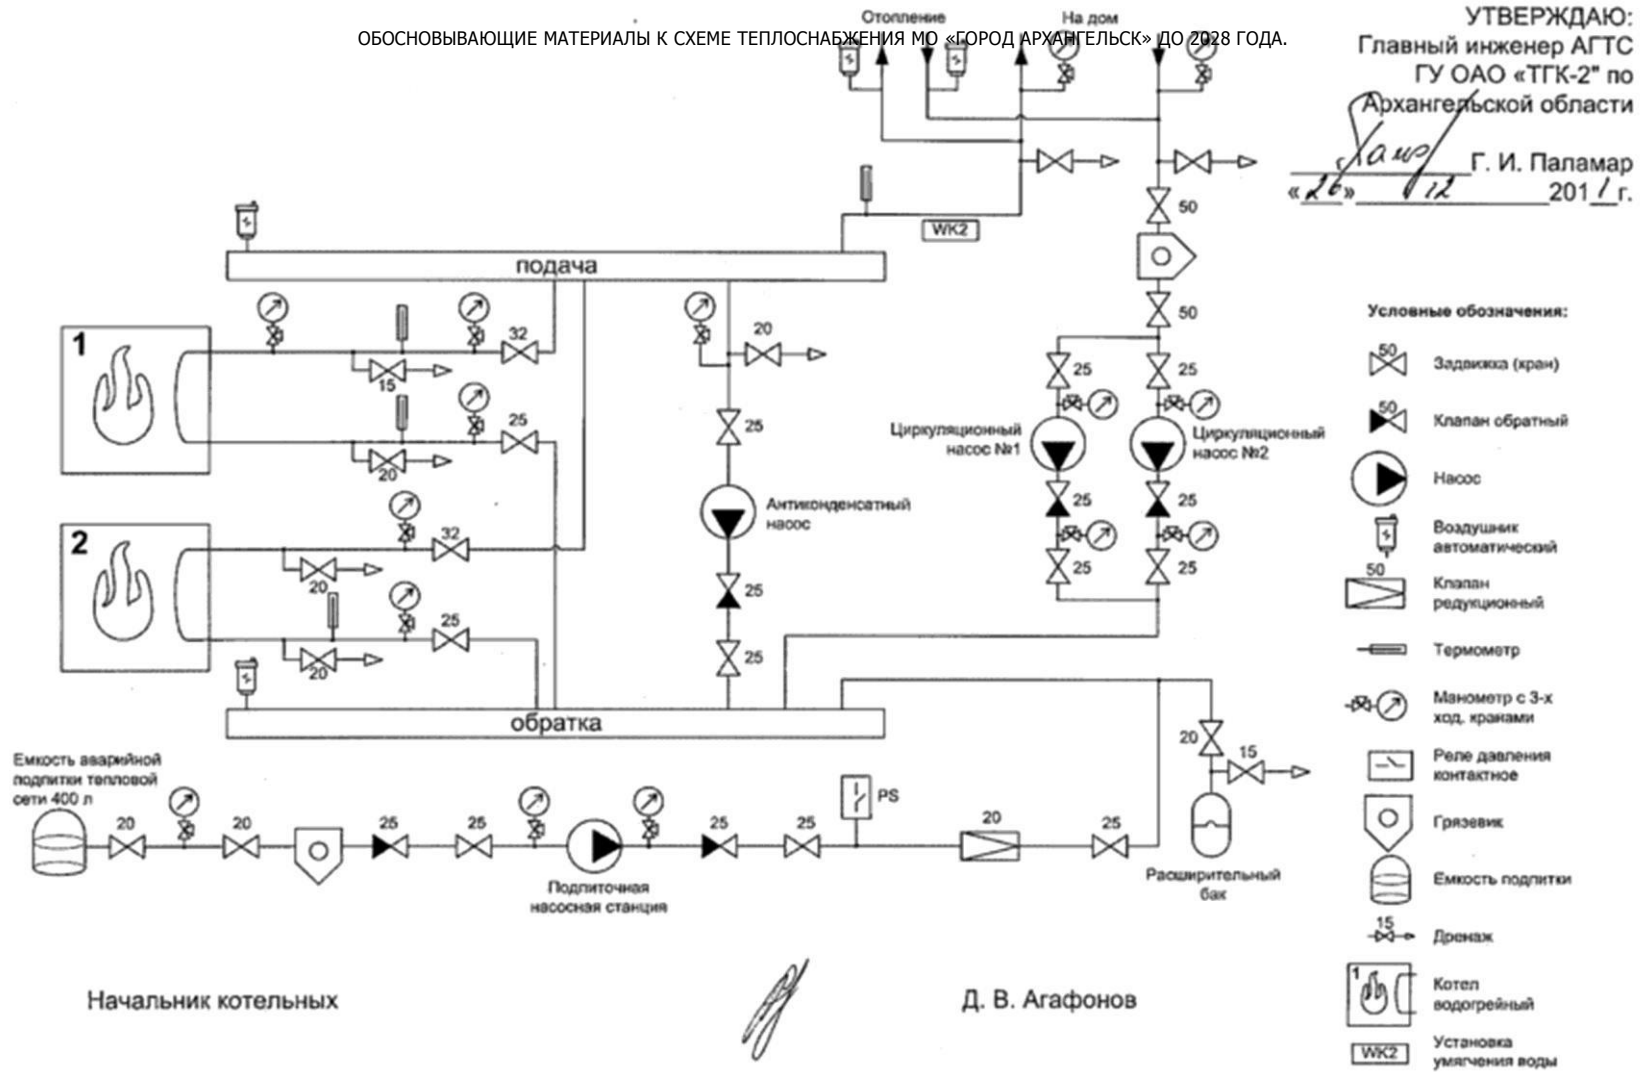 Отопление
На дом
ОБОСНОВЫВАЮЩИЕ МАТЕРИАЛЫ К СХЕМЕ ТЕПЛОСНАБЖЕНИЯ МО «ГОРОД АРХАНГЕЛЬСК» ДО 2028 ГОДА.
УТВЕРЖДАЮ:
Главный инженер АГТС
ГУ ОАО «ТГК-2" по
Архангельской области
Г. И. Паламар
«26» 12 2011 г.
50
WK2
подача
50
1
32
15
25
20
20
25
25
25
Циркуляционный
насос №1
Циркуляционный
насос №2
Антиконденсатный
насос
25
25
25
25
25
25
2
32
20
25
20
обратка
Емкость аварийной
подпитки тепловой
сети 400 л
20
20
25
25
Подпиточная
насосная станция
25
25
PS
20
25
20
15
Расширительный
бак
Условные обозначения:
50
Задвижка (кран)
50
Клапан обратный
Насос
Воздушник
автоматический
50
Клапан
редукционный
Термометр
Манометр с 3-х
ход. кранами
Реле давления
контактное
Грязевик
Емкость подпитки
15
Дренаж
1
Котел
водогрейный
WK2
Установка
умягчения воды
Начальник котельных
Д. В. Агафонов